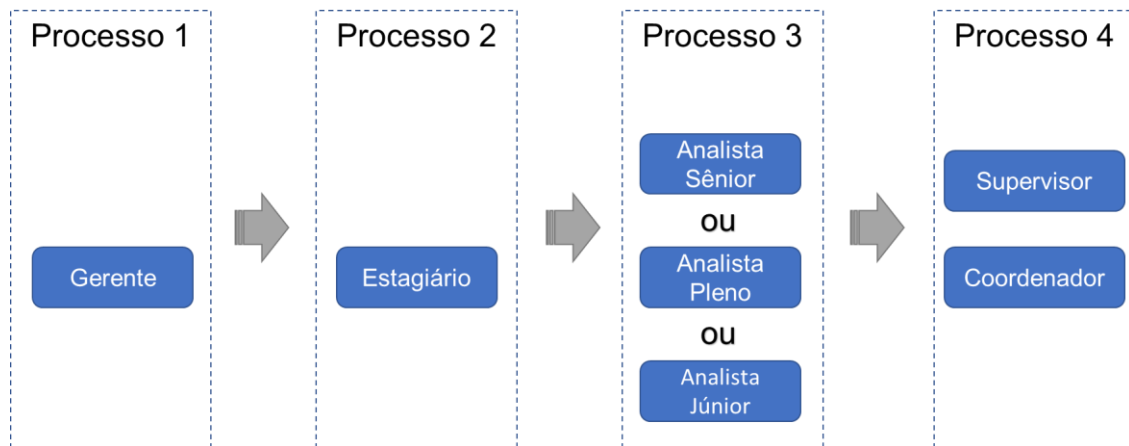 Processo 1
Gerente
Processo 2
Estagiário
Processo 3
Analista
Sênior
ou
Analista
Pleno
ou
Analista
Júnior
Processo 4
Supervisor
Coordenador